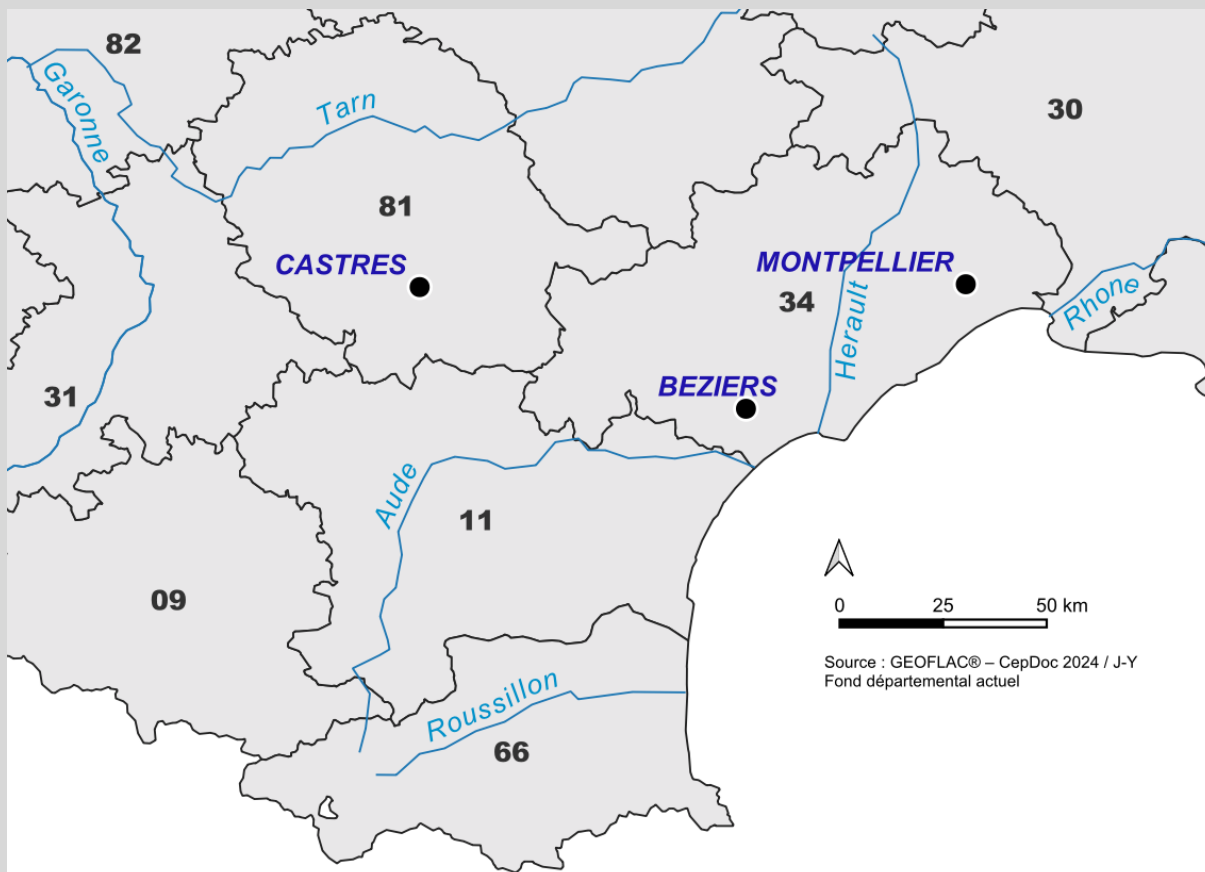 82
Garonne
Tarn
30
81
CASTRES
MONTPELLIER
34
Herault
Rhone
31
BEZIERS
Aude
11
09
0 25 50 km
Source : GEOFLAC® – CepDoc 2024 / J-Y
Fond départemental actuel
Roussillon
66